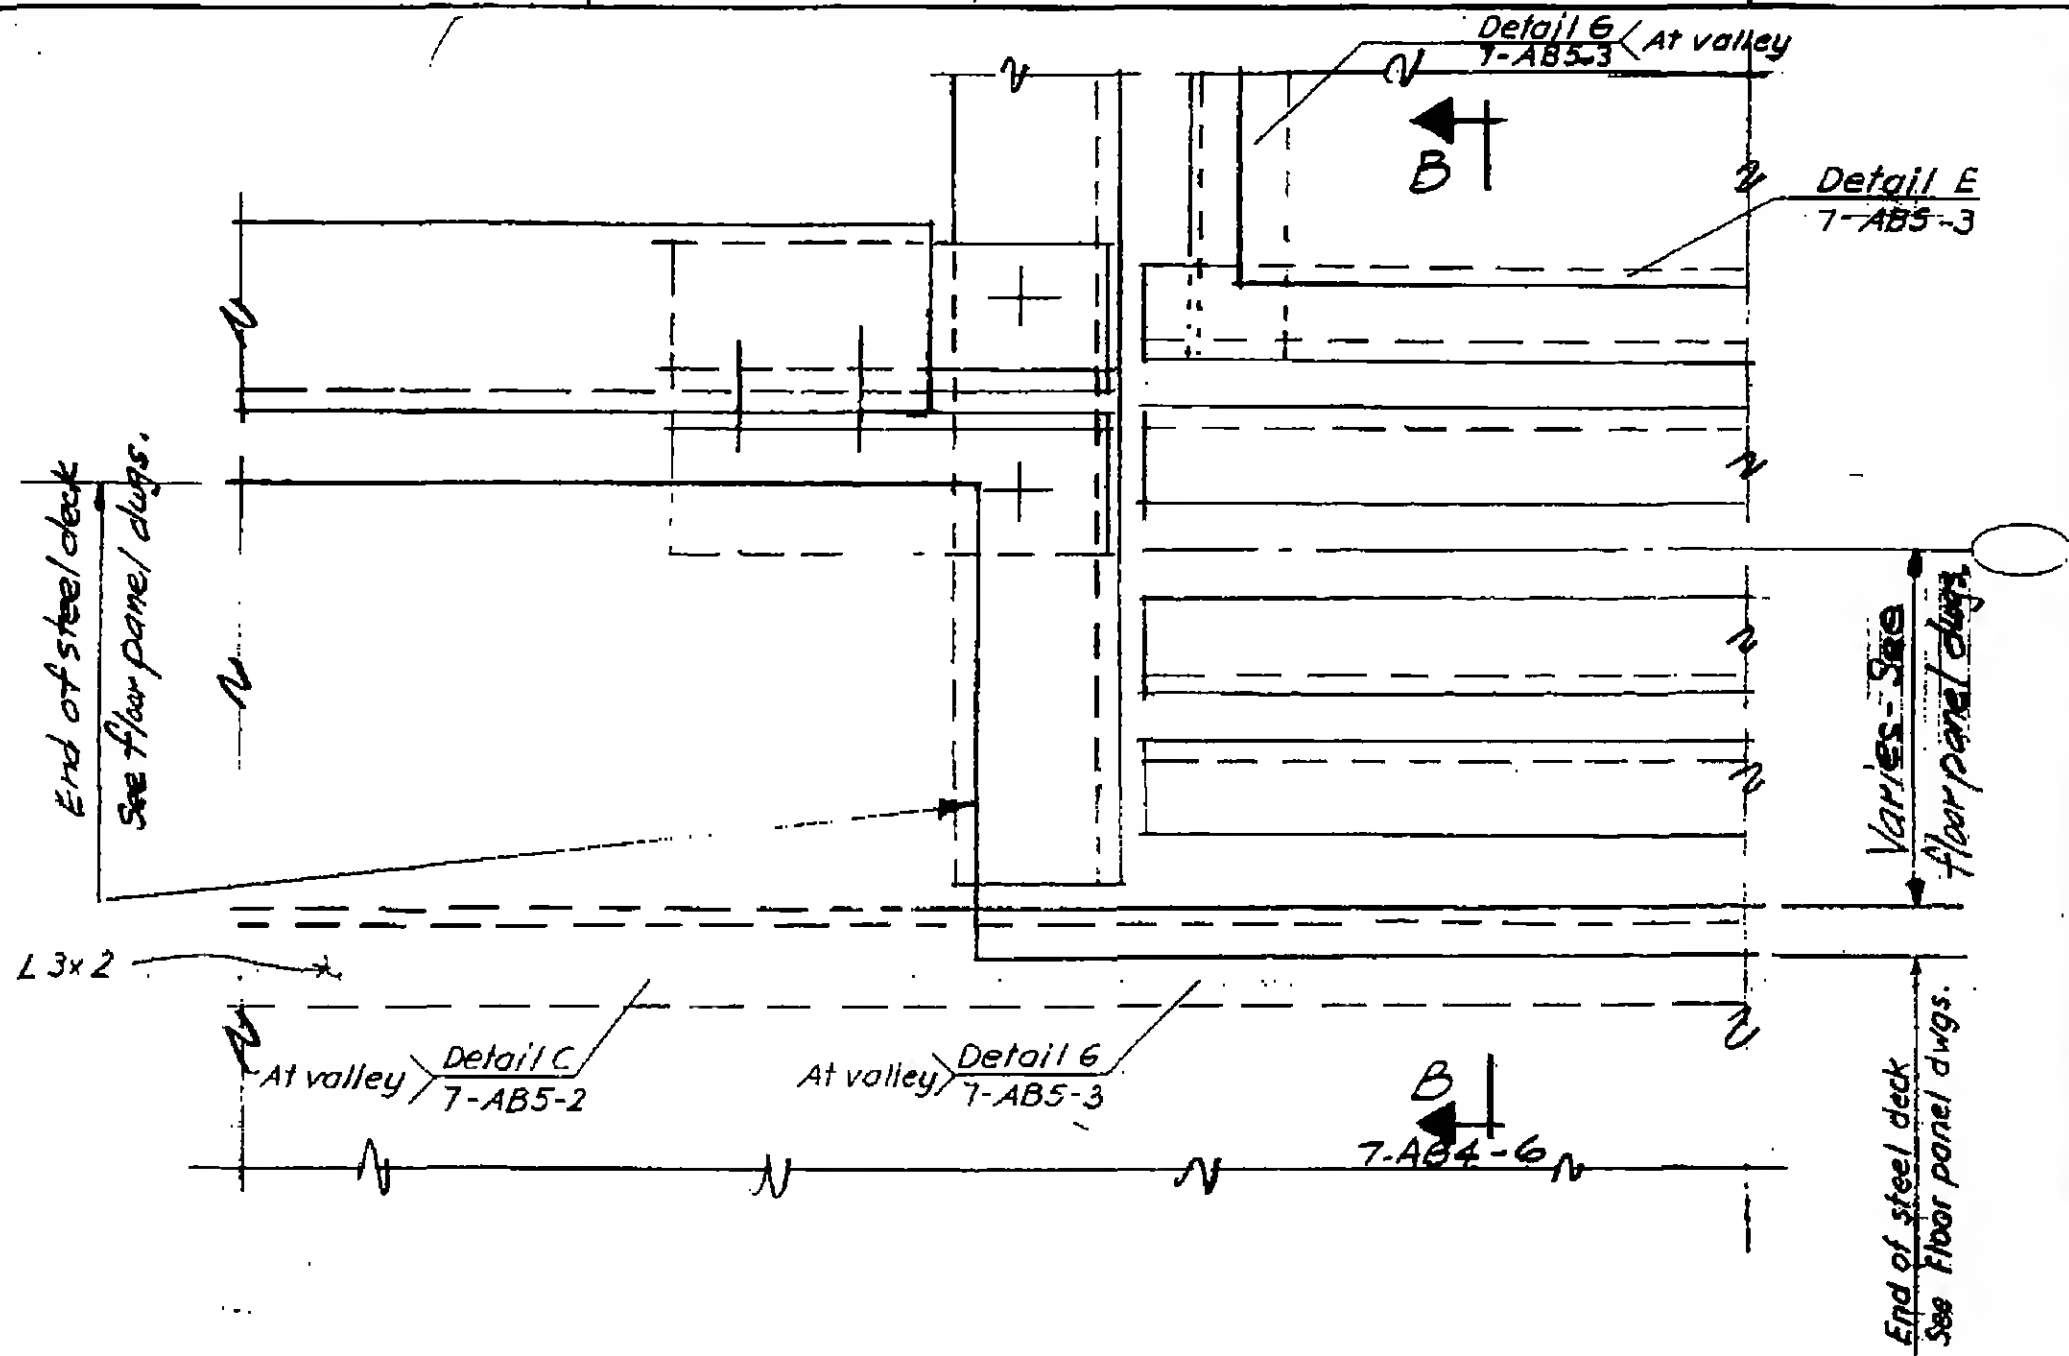 Detail 6 At valley
7-AB5-3
B
Detail E
7-AB5-3
End of steel deck
See floor panel dwgs.
Varies - See
floor panel dwgs.
L 3x2
At valley Detail C
7-AB5-2
At valley Detail 6
7-AB5-3
B
7-AB4-6
End of steel deck
See Floor panel dwgs.